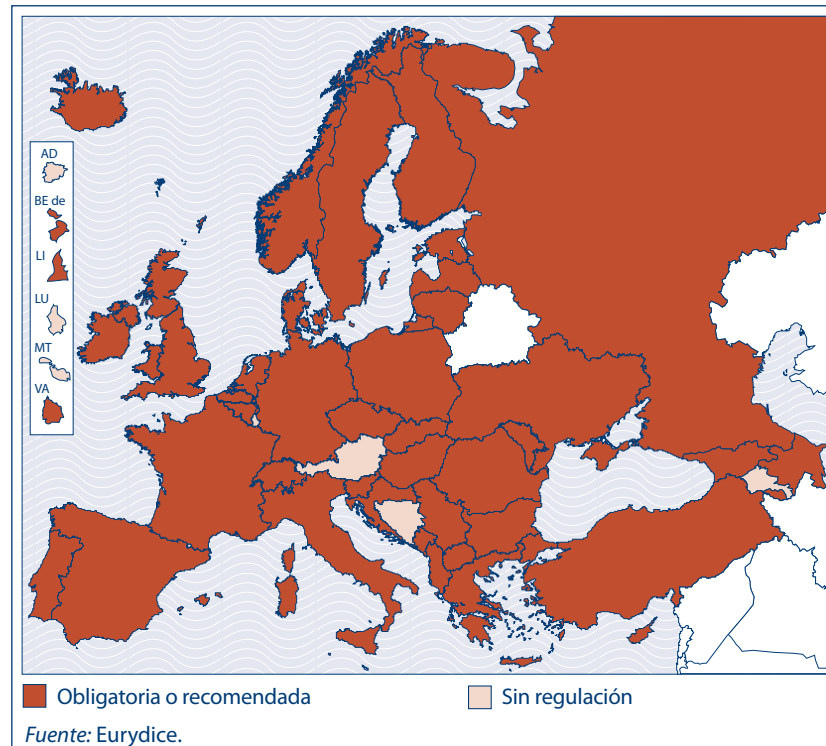 AD
BE de
LI
LU
MT
VA
Obligatoria o recomendada
Sin regulación
Fuente: Eurydice.